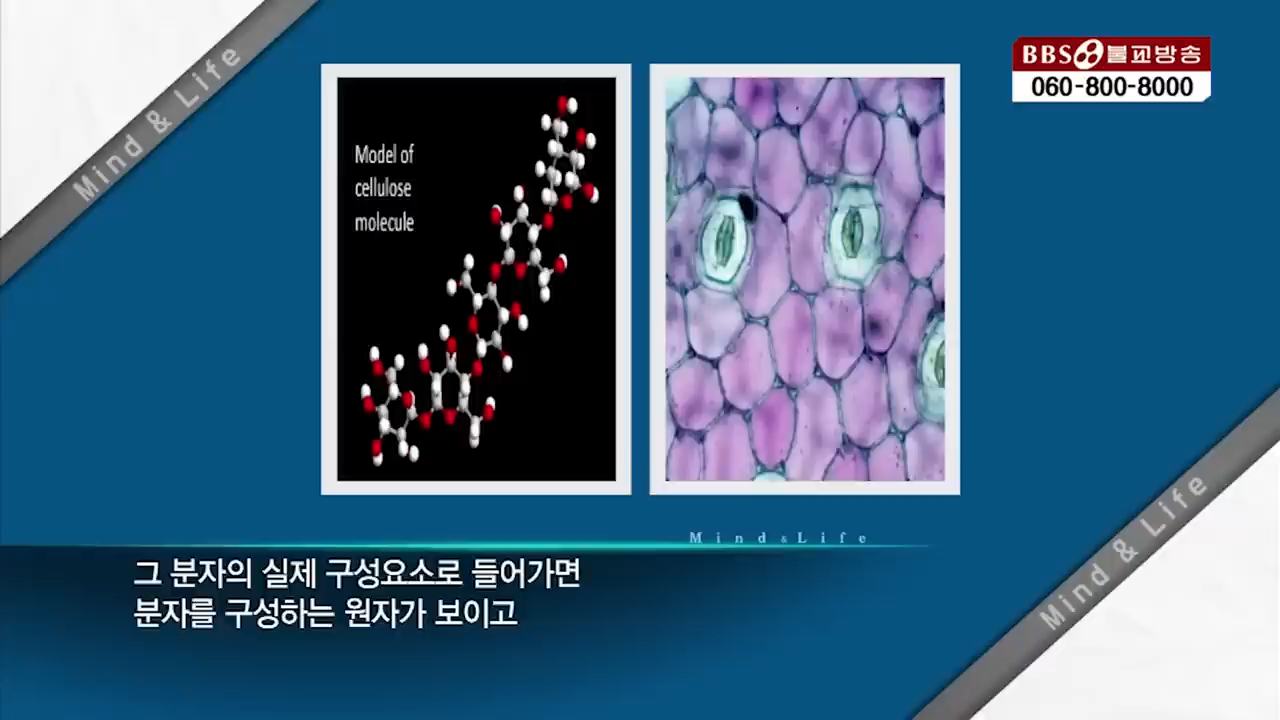 Mind & Life
BBS 불교방송
060-800-8000
Model of
cellulose
molecule
Mind & Life
그 분자의 실제 구성요소로 들어가면
분자를 구성하는 원자가 보이고
Mind & Life